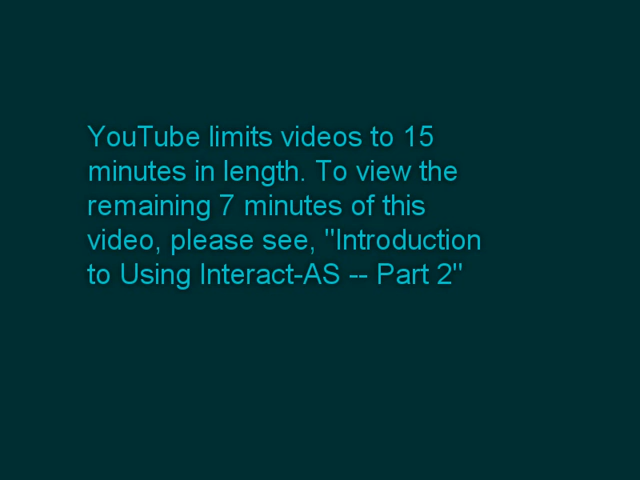 YouTube limits videos to 15
minutes in length. To view the
remaining 7 minutes of this
video, please see, "Introduction
to Using Interact-AS -- Part 2"